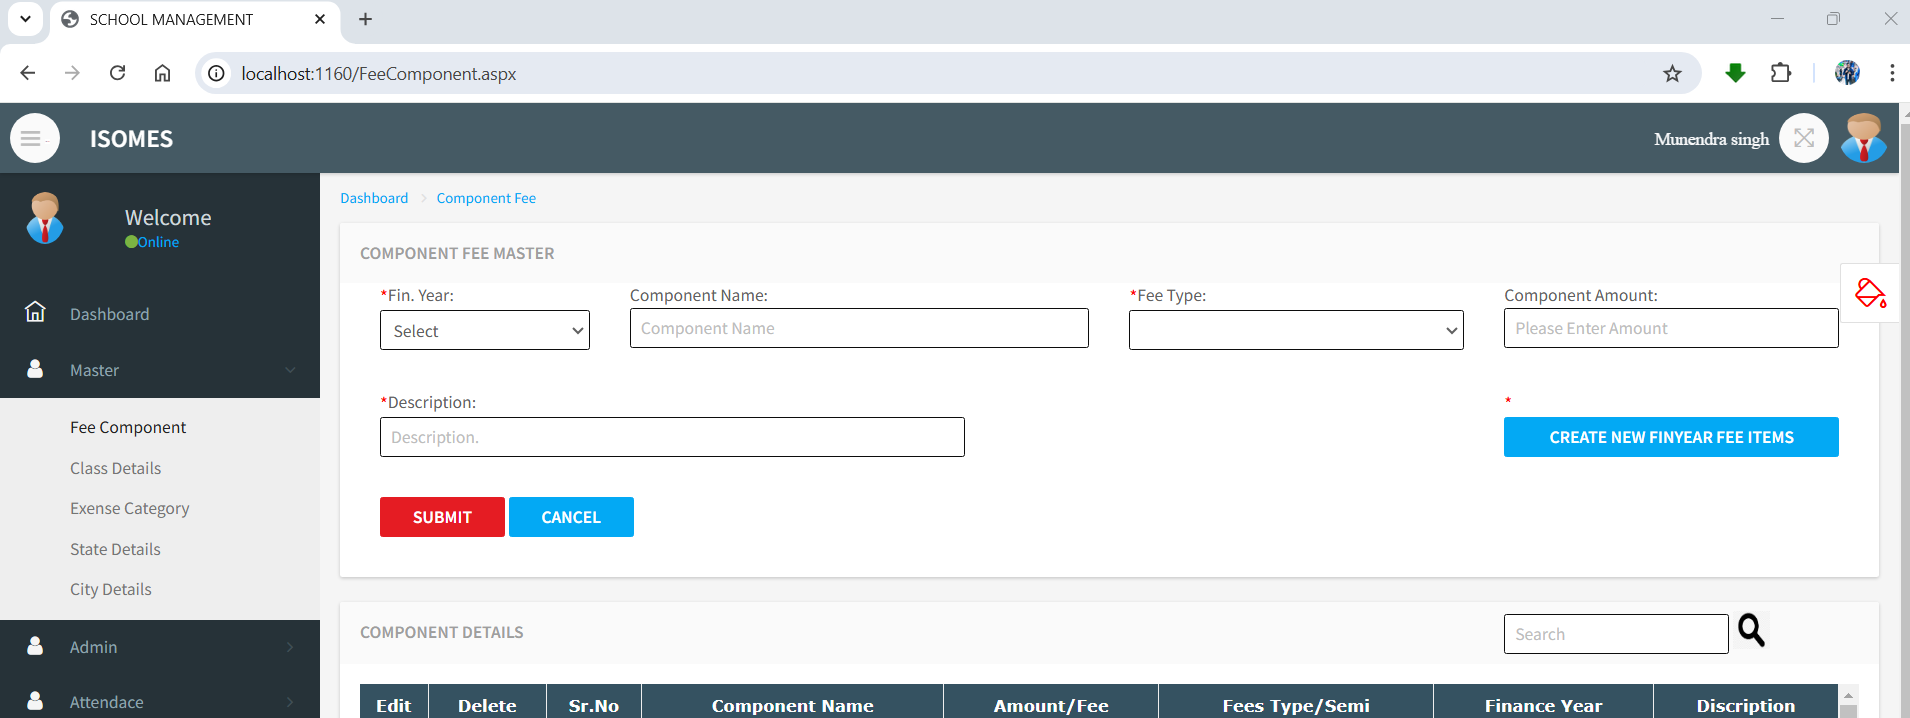 SCHOOL MANAGEMENT
localhost:1160/FeeComponent.aspx
ISOMES
Munendra singh
Welcome
Online
Dashboard
Master
Fee Component
Class Details
Exense Category
State Details
City Details
Admin
Attendace
Dashboard > Component Fee
COMPONENT FEE MASTER
*Fin. Year: Component Name: *Fee Type: Component Amount:
Select Component Name Please Enter Amount
*Description: *
Description. CREATE NEW FINYEAR FEE ITEMS
SUBMIT CANCEL
COMPONENT DETAILS Search
Edit Delete Sr.No Component Name Amount/Fee Fees Type/Semi Finance Year Discription